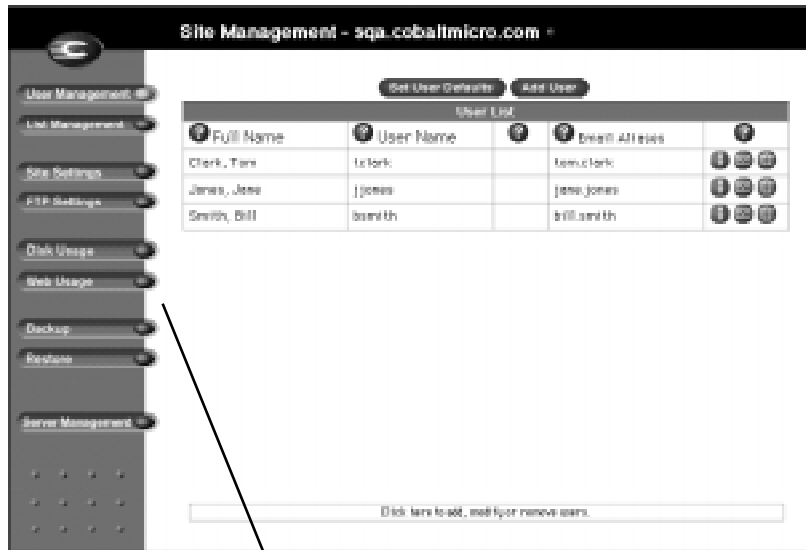 Site Management - sqa.cobaltmicro.com
User Management
List Management
Site Settings
FTP Settings
Disk Usage
Web Usage
Backup
Restore
Server Management
Set User Defaults
Add User
User List
? Full Name
? User Name
?
? Email Aliases
?
Clark, Tom
tclark
tom.clark
Jones, Jane
jjones
jane.jones
Smith, Bill
bsmith
bill.smith
Click here to add, modify or remove users.